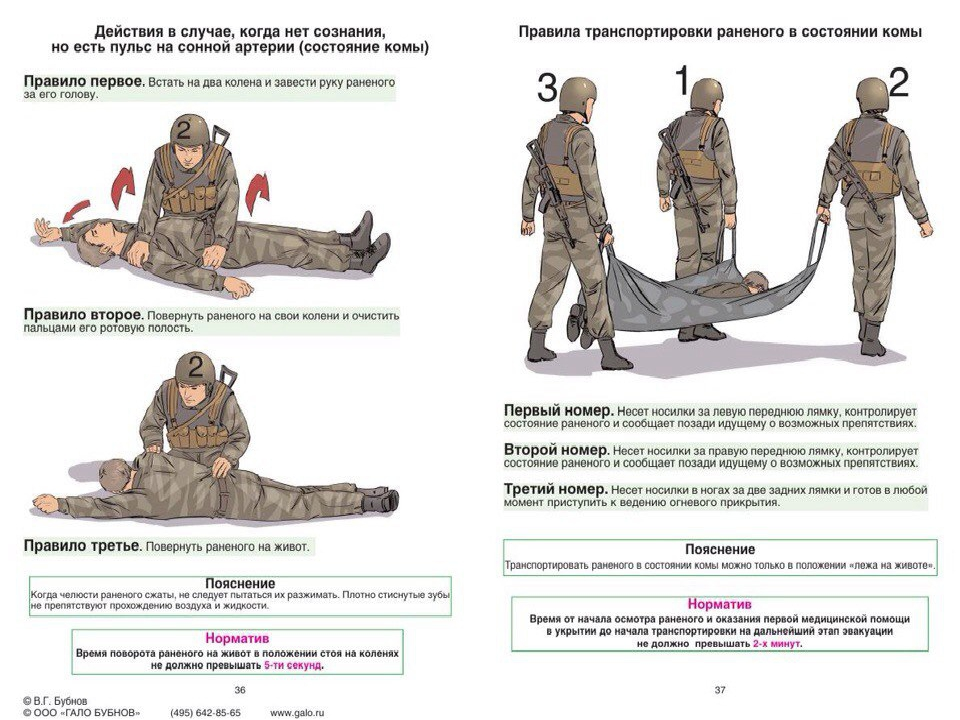 Действия в случае, когда нет сознания,
но есть пульс на сонной артерии (состояние комы)
Правило первое. Встать на два колена и завести руку раненого
за его голову.
2
Правило второе. Повернуть раненого на свои колени и очистить
пальцами его ротовую полость.
2
Правило третье. Повернуть раненого на живот.
Пояснение
Когда челюсти раненого сжаты, не следует пытаться их разжимать. Плотно стиснутые зубы
не препятствуют прохождению воздуха и жидкости.
Норматив
Время поворота раненого на живот в положении стоя на коленях
не должно превышать 5-ти секунд.
36
© В.Г. Бубнов
© ООО «ГАЛО БУБНОВ» (495) 642-85-65 www.galo.ru
Правила транспортировки раненого в состоянии комы
3 1 2
Первый номер. Несет носилки за левую переднюю лямку, контролирует
состояние раненого и сообщает позади идущему о возможных препятствиях.
Второй номер. Несет носилки за правую переднюю лямку, контролирует
состояние раненого и сообщает позади идущему о возможных препятствиях.
Третий номер. Несет носилки в ногах за две задних лямки и готов в любой
момент приступить к ведению огневого прикрытия.
Пояснение
Транспортировать раненого в состоянии комы можно только в положении «лежа на животе».
Норматив
Время от начала осмотра раненого и оказания первой медицинской помощи
в укрытии до начала транспортировки на дальнейший этап эвакуации
не должно превышать 2-х минут.
37